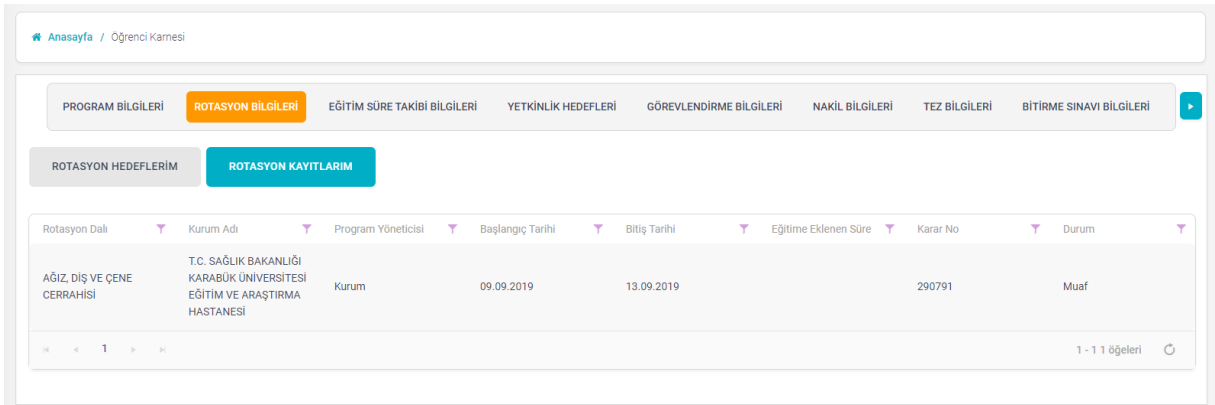 Anasayfa / Öğrenci Karnesi
PROGRAM BİLGİLERİ ROTASYON BİLGİLERİ EĞİTİM SÜRE TAKİBİ BİLGİLERİ YETKİNLİK HEDEFLERİ GÖREVLENDİRME BİLGİLERİ NAKİL BİLGİLERİ TEZ BİLGİLERİ BİTİRME SINAVI BİLGİLERİ
ROTASYON HEDEFLERİM ROTASYON KAYITLARIM
Rotasyon Dalı Kurum Adı Program Yöneticisi Başlangıç Tarihi Bitiş Tarihi Eğitime Eklenen Süre Karar No Durum
AĞIZ, DİŞ VE ÇENE
CERRAHİSİ
T.C. SAĞLIK BAKANLIĞI
KARABÜK ÜNİVERSİTESİ
EĞİTİM VE ARAŞTIRMA
HASTANESİ
Kurum 09.09.2019 13.09.2019 290791 Muaf
1
1 - 1 1 öğeleri